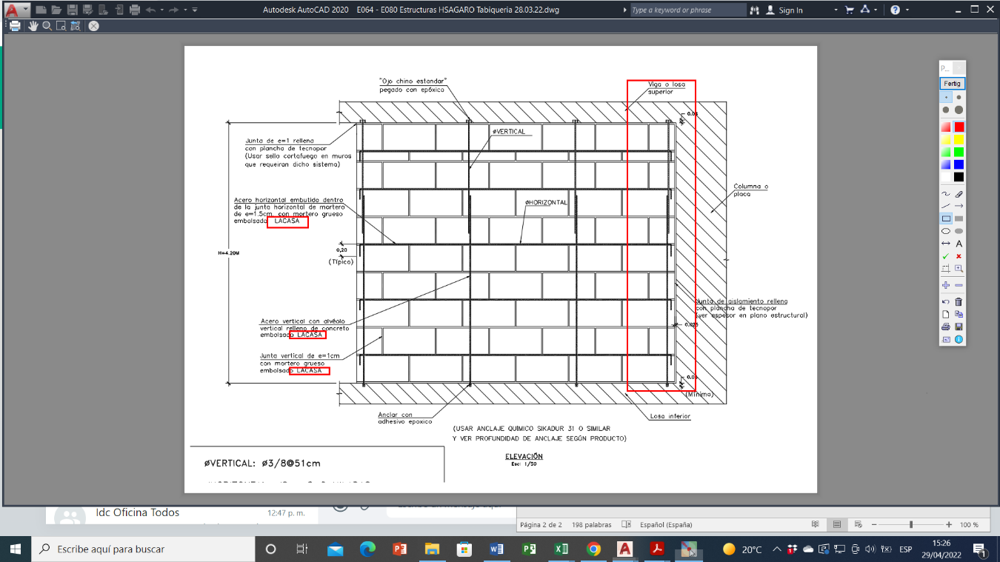 Autodesk AutoCAD 2020 E064 - E080 Estructuras HSAGARO Tabiqueria 28.03.22.dwg
Type a keyword or phrase
Sign In
P...
Fertig
"Ojo chino estandar"
pegado con epóxico
Viga o losa
superior
ØVERTICAL
Junta de e=1 rellena
con plancha de tecnopor
(Usar sello cortafuego en muros
que requeiran dicho sistema)
Columna o
placa
Acero horizontal embutido dentro
de la junta horizontal de mortero
de e=1.5cm, con mortero grueso
embolsado LACASA
ØHORIZONTAL
0,20
(Típico)
H=4.20M
Junta de aislamiento relleno
con plancha de tecnopor
(ver espesor en plano estructural)
0.025
Acero vertical con alvéolo
vertical relleno de concreto
embolsado LACASA
Junta vertical de e=1cm
con mortero grueso
embolsado LACASA
(Mínimo)
Anclar con
adhesivo epoxico
Losa inferior
(USAR ANCLAJE QUÍMICO SIKADUR 31 O SIMILAR
Y VER PROFUNDIDAD DE ANCLAJE SEGÚN PRODUCTO)
ELEVACIÓN
Esc: 1/50
ØVERTICAL: Ø3/8@51cm
Idc Oficina Todos
12:47 p. m.
Página 2 de 2 198 palabras Español (España)
100 %
Escribe aquí para buscar
20°C
ESP
15:26
29/04/2022
1